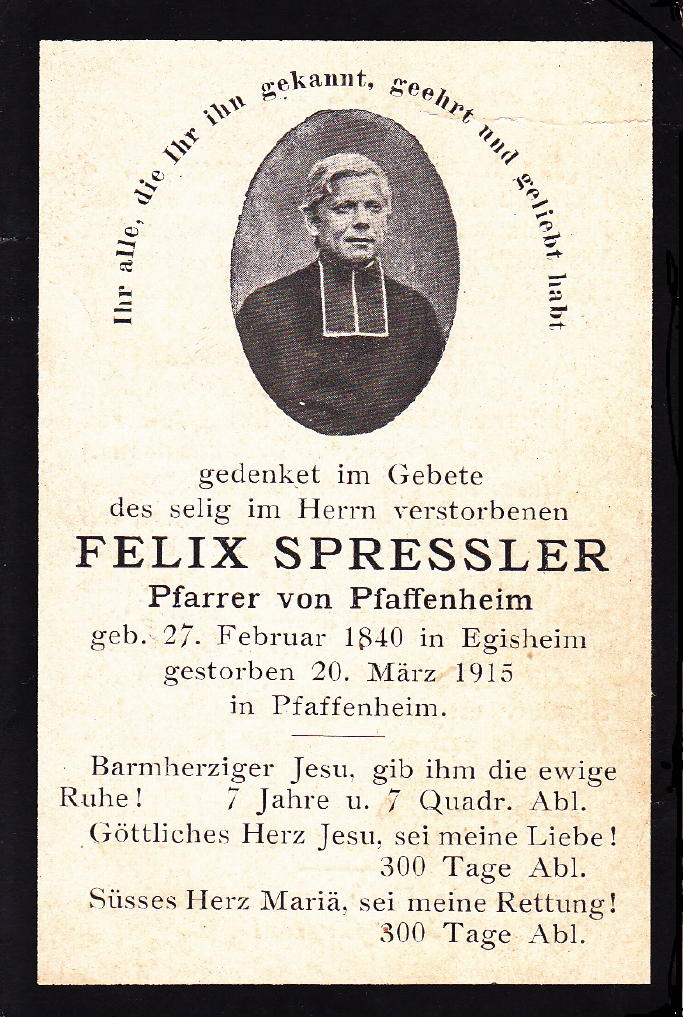 Ihr alle, die Ihr ihn gekannt, geehrt und geliebt habt
gedenket im Gebete
des selig im Herrn verstorbenen
FELIX SPRESSLER
Pfarrer von Pfaffenheim
geb. 27. Februar 1840 in Egisheim
gestorben 20. März 1915
in Pfaffenheim.
Barmherziger Jesu, gib ihm die ewige
Ruhe! 7 Jahre u. 7 Quadr. Abl.
Göttliches Herz Jesu, sei meine Liebe!
300 Tage Abl.
Süsses Herz Mariä, sei meine Rettung!
300 Tage Abl.